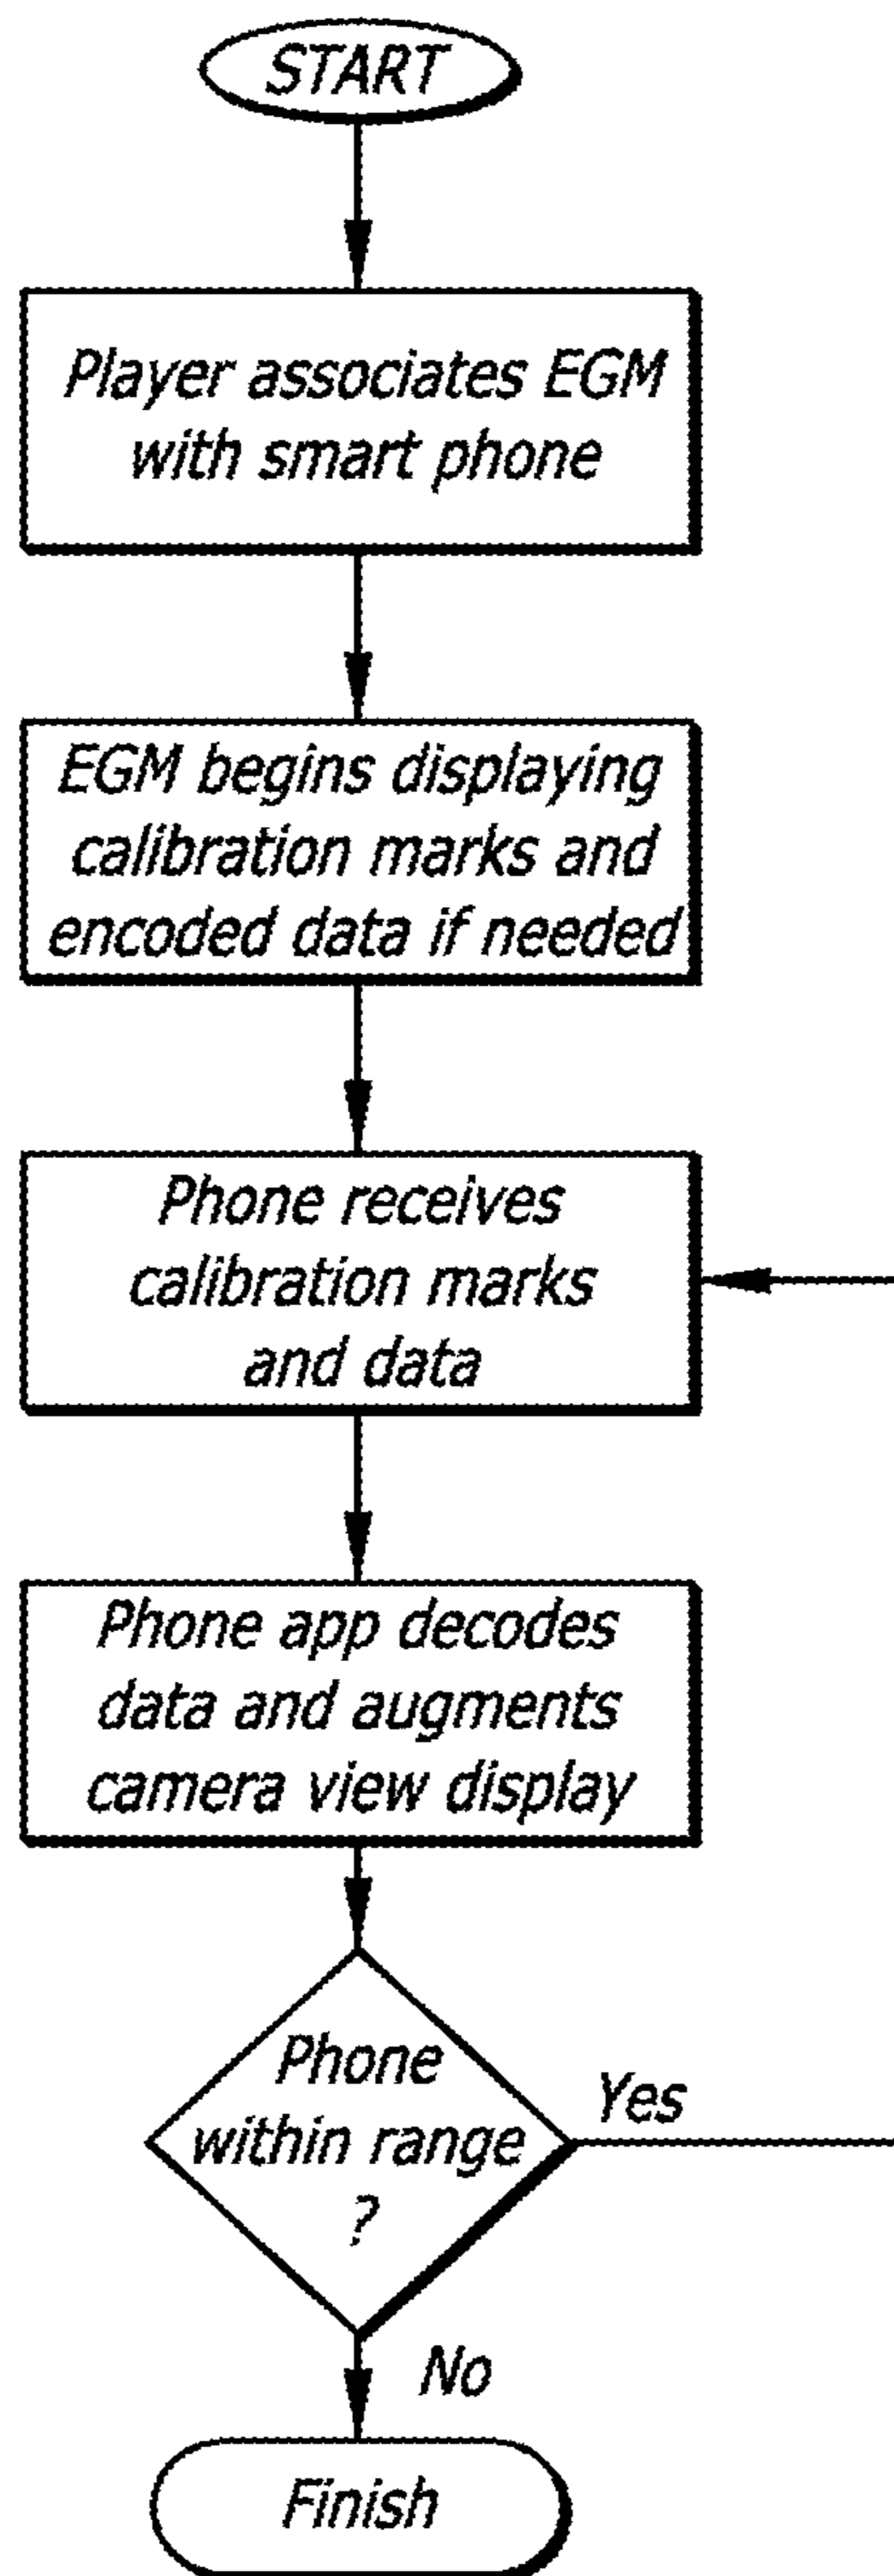 START
Player associates EGM
with smart phone
EGM begins displaying
calibration marks and
encoded data if needed
Phone receives
calibration marks
and data
Phone app decodes
data and augments
camera view display
Phone
within range
?
Yes
No
Finish